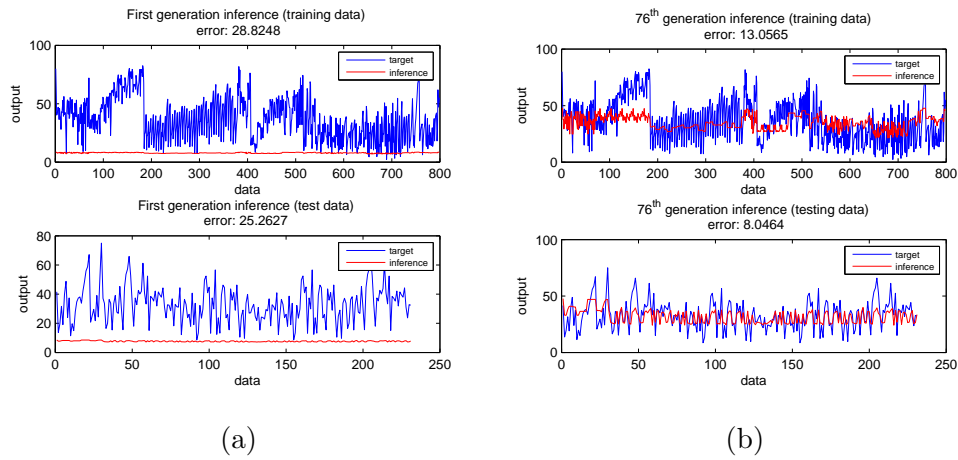 First generation inference (training data)
error: 28.8248
100
50
0
output
target
inference
0 100 200 300 400 500 600 700 800
data
First generation inference (test data)
error: 25.2627
80
60
40
20
0
output
target
inference
0 50 100 150 200 250
data
(a)
76th generation inference (training data)
error: 13.0565
100
50
0
output
target
inference
0 100 200 300 400 500 600 700 800
data
76th generation inference (testing data)
error: 8.0464
100
50
0
output
target
inference
0 50 100 150 200 250
data
(b)